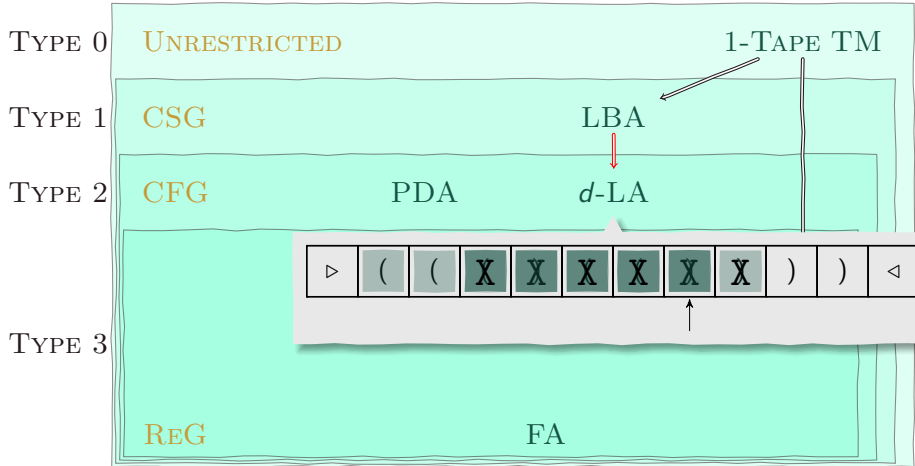 TYPE 0 UNRESTRICTED 1-TAPE TM
TYPE 1 CSG LBA
TYPE 2 CFG PDA d-LA
▷ ( ( X X X X X X ) ) ◁
TYPE 3
REG FA